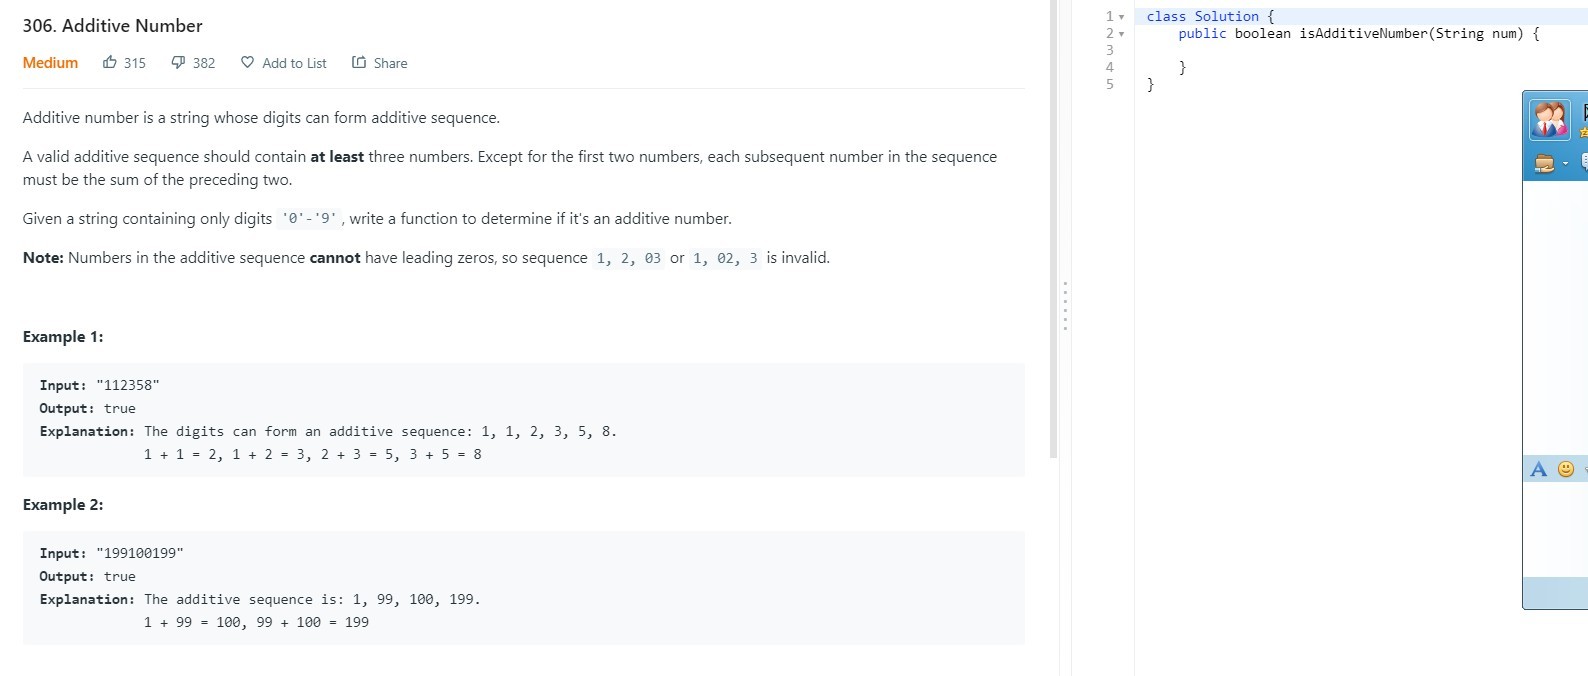 306. Additive Number
Medium 315 382 Add to List Share
Additive number is a string whose digits can form additive sequence.
A valid additive sequence should contain at least three numbers. Except for the first two numbers, each subsequent number in the sequence
must be the sum of the preceding two.
Given a string containing only digits '0'-'9', write a function to determine if it's an additive number.
Note: Numbers in the additive sequence cannot have leading zeros, so sequence 1, 2, 03 or 1, 02, 3 is invalid.
Example 1:
Input: "112358"
Output: true
Explanation: The digits can form an additive sequence: 1, 1, 2, 3, 5, 8.
1 + 1 = 2, 1 + 2 = 3, 2 + 3 = 5, 3 + 5 = 8
Example 2:
Input: "199100199"
Output: true
Explanation: The additive sequence is: 1, 99, 100, 199.
1 + 99 = 100, 99 + 100 = 199
1 class Solution {
2 public boolean isAdditiveNumber(String num) {
3
4 }
5 }
A